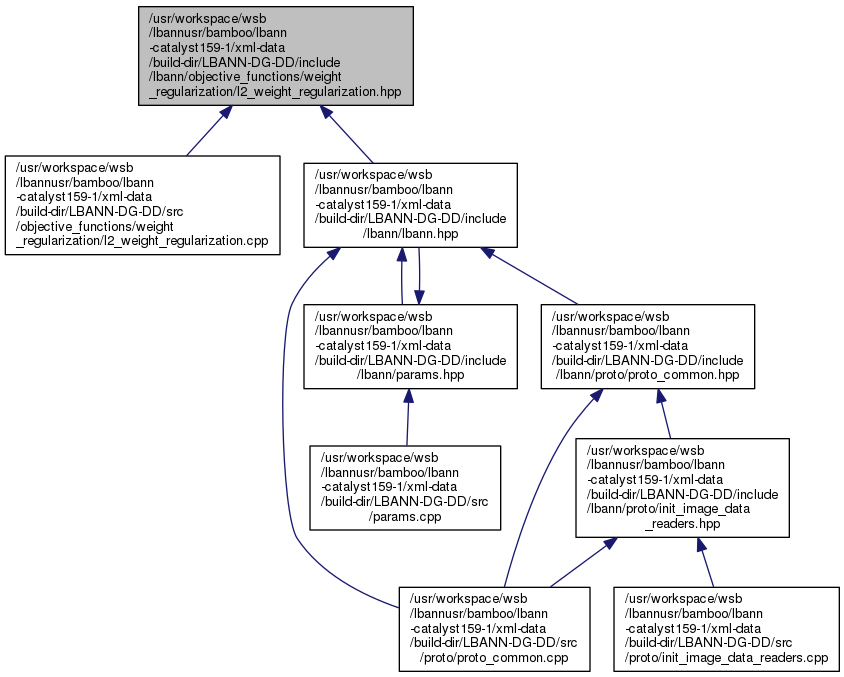 /usr/workspace/wsb
/lbannusr/bamboo/lbann
-catalyst159-1/xml-data
/build-dir/LBANN-DG-DD/include
/lbann/objective_functions/weight
_regularization/l2_weight_regularization.hpp
/usr/workspace/wsb
/lbannusr/bamboo/lbann
-catalyst159-1/xml-data
/build-dir/LBANN-DG-DD/src
/objective_functions/weight
_regularization/l2_weight_regularization.cpp
/usr/workspace/wsb
/lbannusr/bamboo/lbann
-catalyst159-1/xml-data
/build-dir/LBANN-DG-DD/include
/lbann/lbann.hpp
/usr/workspace/wsb
/lbannusr/bamboo/lbann
-catalyst159-1/xml-data
/build-dir/LBANN-DG-DD/include
/lbann/params.hpp
/usr/workspace/wsb
/lbannusr/bamboo/lbann
-catalyst159-1/xml-data
/build-dir/LBANN-DG-DD/include
/lbann/proto/proto_common.hpp
/usr/workspace/wsb
/lbannusr/bamboo/lbann
-catalyst159-1/xml-data
/build-dir/LBANN-DG-DD/src
/params.cpp
/usr/workspace/wsb
/lbannusr/bamboo/lbann
-catalyst159-1/xml-data
/build-dir/LBANN-DG-DD/include
/lbann/proto/init_image_data
_readers.hpp
/usr/workspace/wsb
/lbannusr/bamboo/lbann
-catalyst159-1/xml-data
/build-dir/LBANN-DG-DD/src
/proto/proto_common.cpp
/usr/workspace/wsb
/lbannusr/bamboo/lbann
-catalyst159-1/xml-data
/build-dir/LBANN-DG-DD/src
/proto/init_image_data_readers.cpp